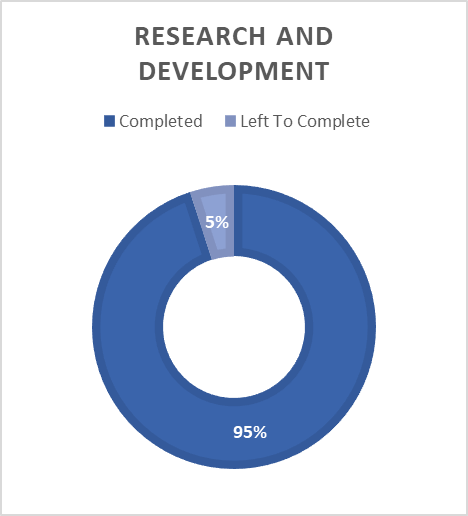 RESEARCH AND
DEVELOPMENT
Completed Left To Complete
5%
95%